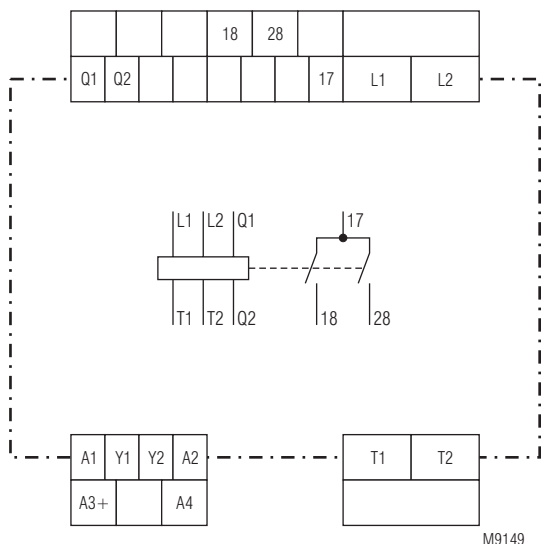 18 28
Q1 Q2 17 L1 L2
L1 L2 Q1 17
T1 T2 Q2 18 28
A1 Y1 Y2 A2 T1 T2
A3+ A4
M9149